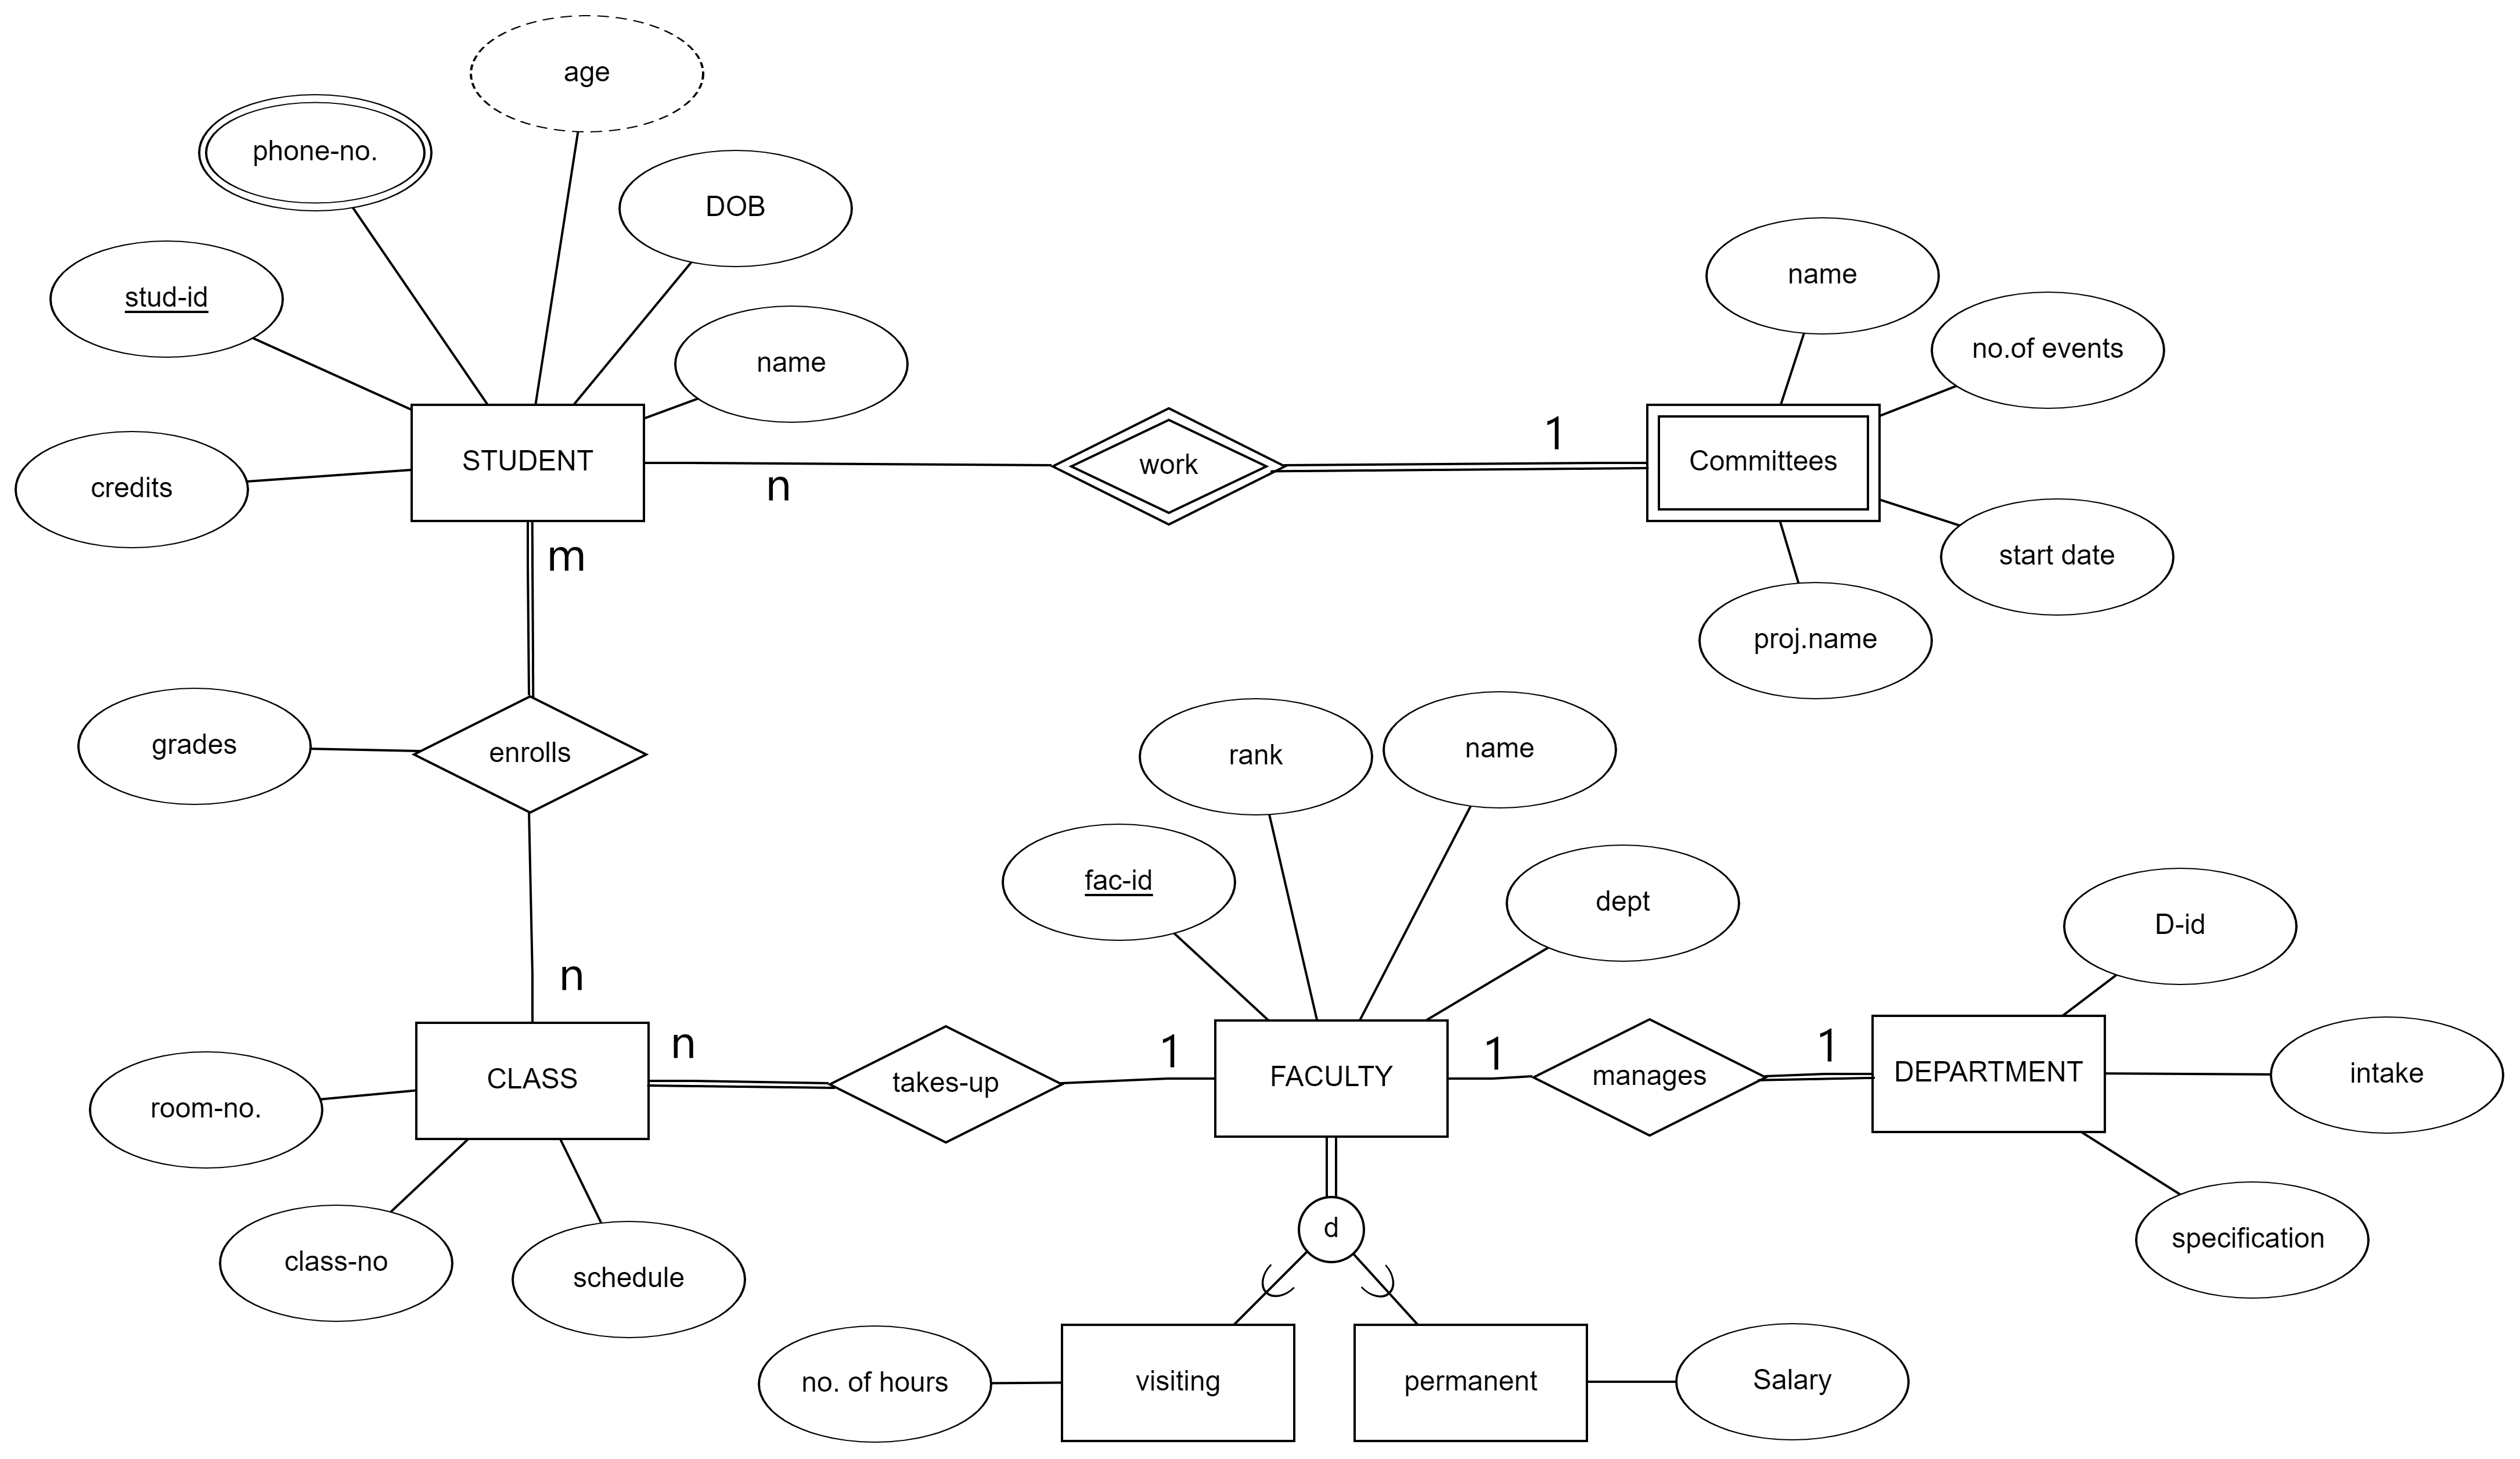 age
phone-no.
DOB
stud-id
name
credits
STUDENT
n
work
1
Committees
name
no.of events
start date
proj.name
m
grades
enrolls
n
rank
name
fac-id
dept
D-id
CLASS
n
takes-up
1
FACULTY
1
manages
1
DEPARTMENT
intake
room-no.
class-no
schedule
d
specification
no. of hours
visiting
permanent
Salary